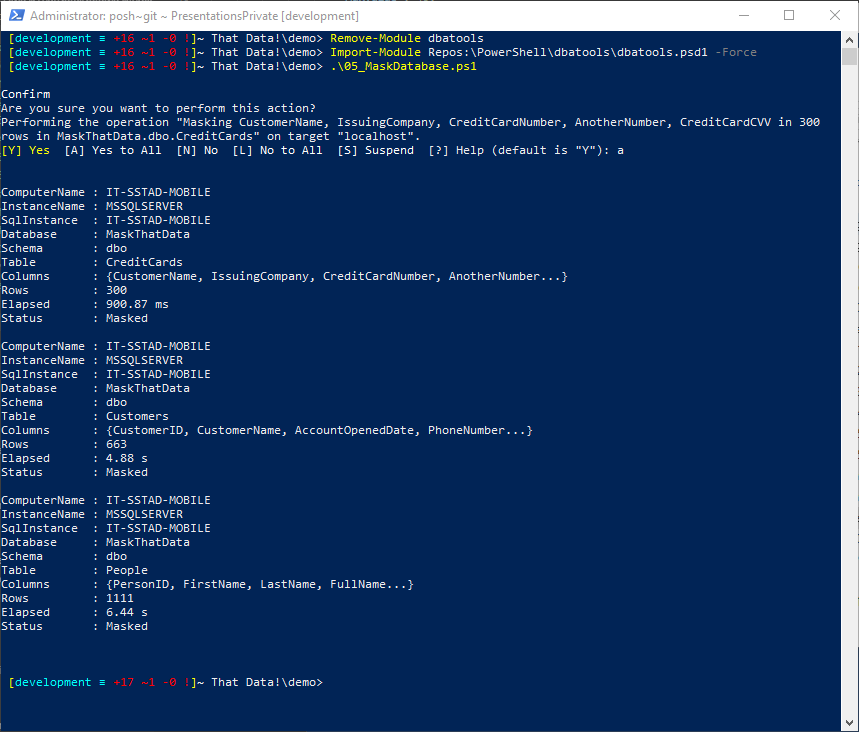 Administrator: posh~git ~ PresentationsPrivate [development]
[development ≡ +16 ~1 -0 !]~ That Data!\demo> Remove-Module dbatools
[development ≡ +16 ~1 -0 !]~ That Data!\demo> Import-Module Repos:\PowerShell\dbatools\dbatools.psd1 -Force
[development ≡ +16 ~1 -0 !]~ That Data!\demo> .\05_MaskDatabase.ps1
Confirm
Are you sure you want to perform this action?
Performing the operation "Masking CustomerName, IssuingCompany, CreditCardNumber, AnotherNumber, CreditCardCVV in 300
rows in MaskThatData.dbo.CreditCards" on target "localhost".
[Y] Yes  [A] Yes to All  [N] No  [L] No to All  [S] Suspend  [?] Help (default is "Y"): a
ComputerName : IT-SSTAD-MOBILE
InstanceName : MSSQLSERVER
SqlInstance  : IT-SSTAD-MOBILE
Database     : MaskThatData
Schema       : dbo
Table        : CreditCards
Columns      : {CustomerName, IssuingCompany, CreditCardNumber, AnotherNumber...}
Rows         : 300
Elapsed      : 900.87 ms
Status       : Masked
ComputerName : IT-SSTAD-MOBILE
InstanceName : MSSQLSERVER
SqlInstance  : IT-SSTAD-MOBILE
Database     : MaskThatData
Schema       : dbo
Table        : Customers
Columns      : {CustomerID, CustomerName, AccountOpenedDate, PhoneNumber...}
Rows         : 663
Elapsed      : 4.88 s
Status       : Masked
ComputerName : IT-SSTAD-MOBILE
InstanceName : MSSQLSERVER
SqlInstance  : IT-SSTAD-MOBILE
Database     : MaskThatData
Schema       : dbo
Table        : People
Columns      : {PersonID, FirstName, LastName, FullName...}
Rows         : 1111
Elapsed      : 6.44 s
Status       : Masked
[development ≡ +17 ~1 -0 !]~ That Data!\demo>